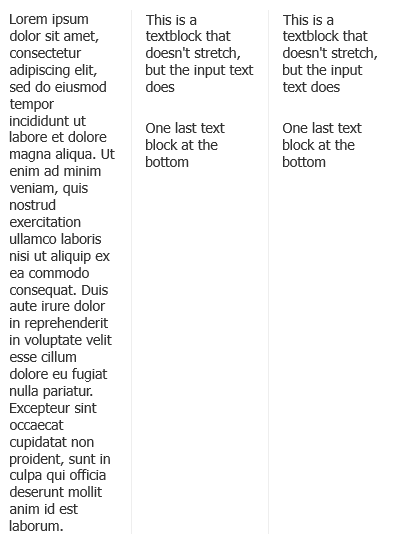 Lorem ipsum
dolor sit amet,
consectetur
adipiscing elit,
sed do eiusmod
tempor
incididunt ut
labore et dolore
magna aliqua. Ut
enim ad minim
veniam, quis
nostrud
exercitation
ullamco laboris
nisi ut aliquip ex
ea commodo
consequat. Duis
aute irure dolor
in reprehenderit
in voluptate velit
esse cillum
dolore eu fugiat
nulla pariatur.
Excepteur sint
occaecat
cupidatat non
proident, sunt in
culpa qui officia
deserunt mollit
anim id est
laborum.
This is a
textblock that
doesn't stretch,
but the input text
does
One last text
block at the
bottom
This is a
textblock that
doesn't stretch,
but the input
text does
One last text
block at the
bottom